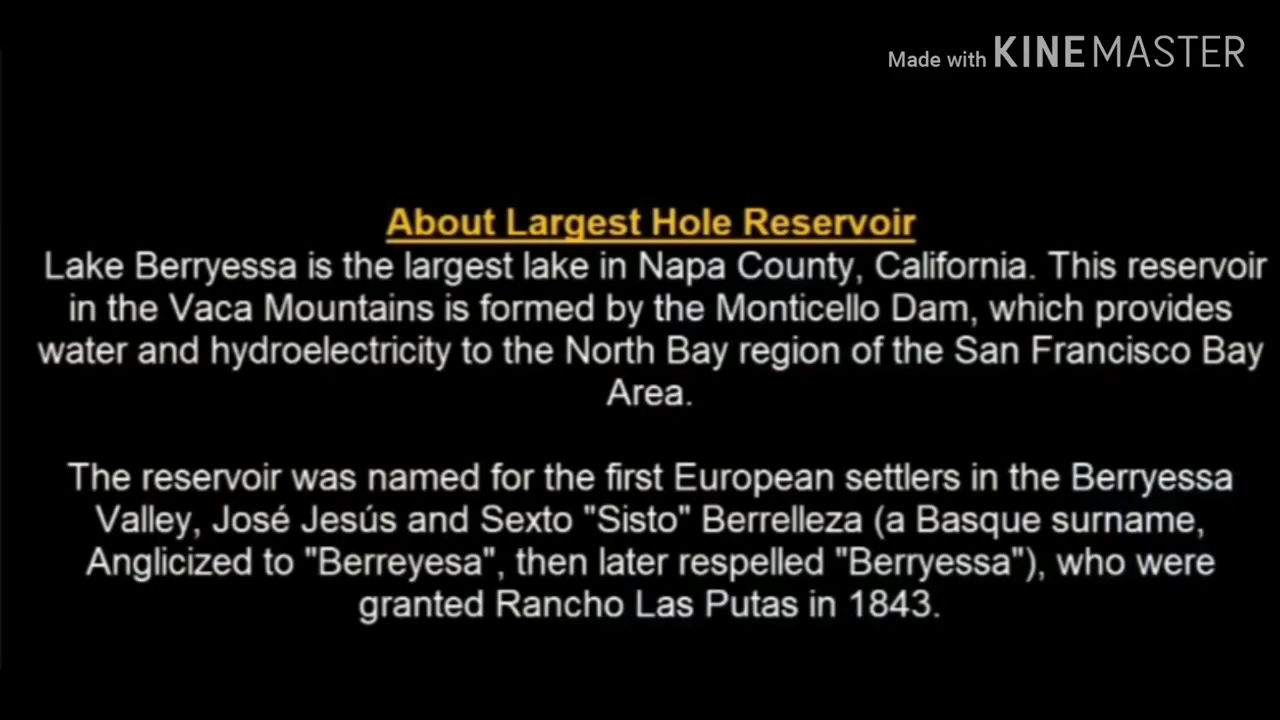 Made with KINEMASTER
About Largest Hole Reservoir
Lake Berryessa is the largest lake in Napa County, California. This reservoir
in the Vaca Mountains is formed by the Monticello Dam, which provides
water and hydroelectricity to the North Bay region of the San Francisco Bay
Area.
The reservoir was named for the first European settlers in the Berryessa
Valley, José Jesús and Sexto "Sisto" Berrelleza (a Basque surname,
Anglicized to "Berreyesa", then later respelled "Berryessa"), who were
granted Rancho Las Putas in 1843.